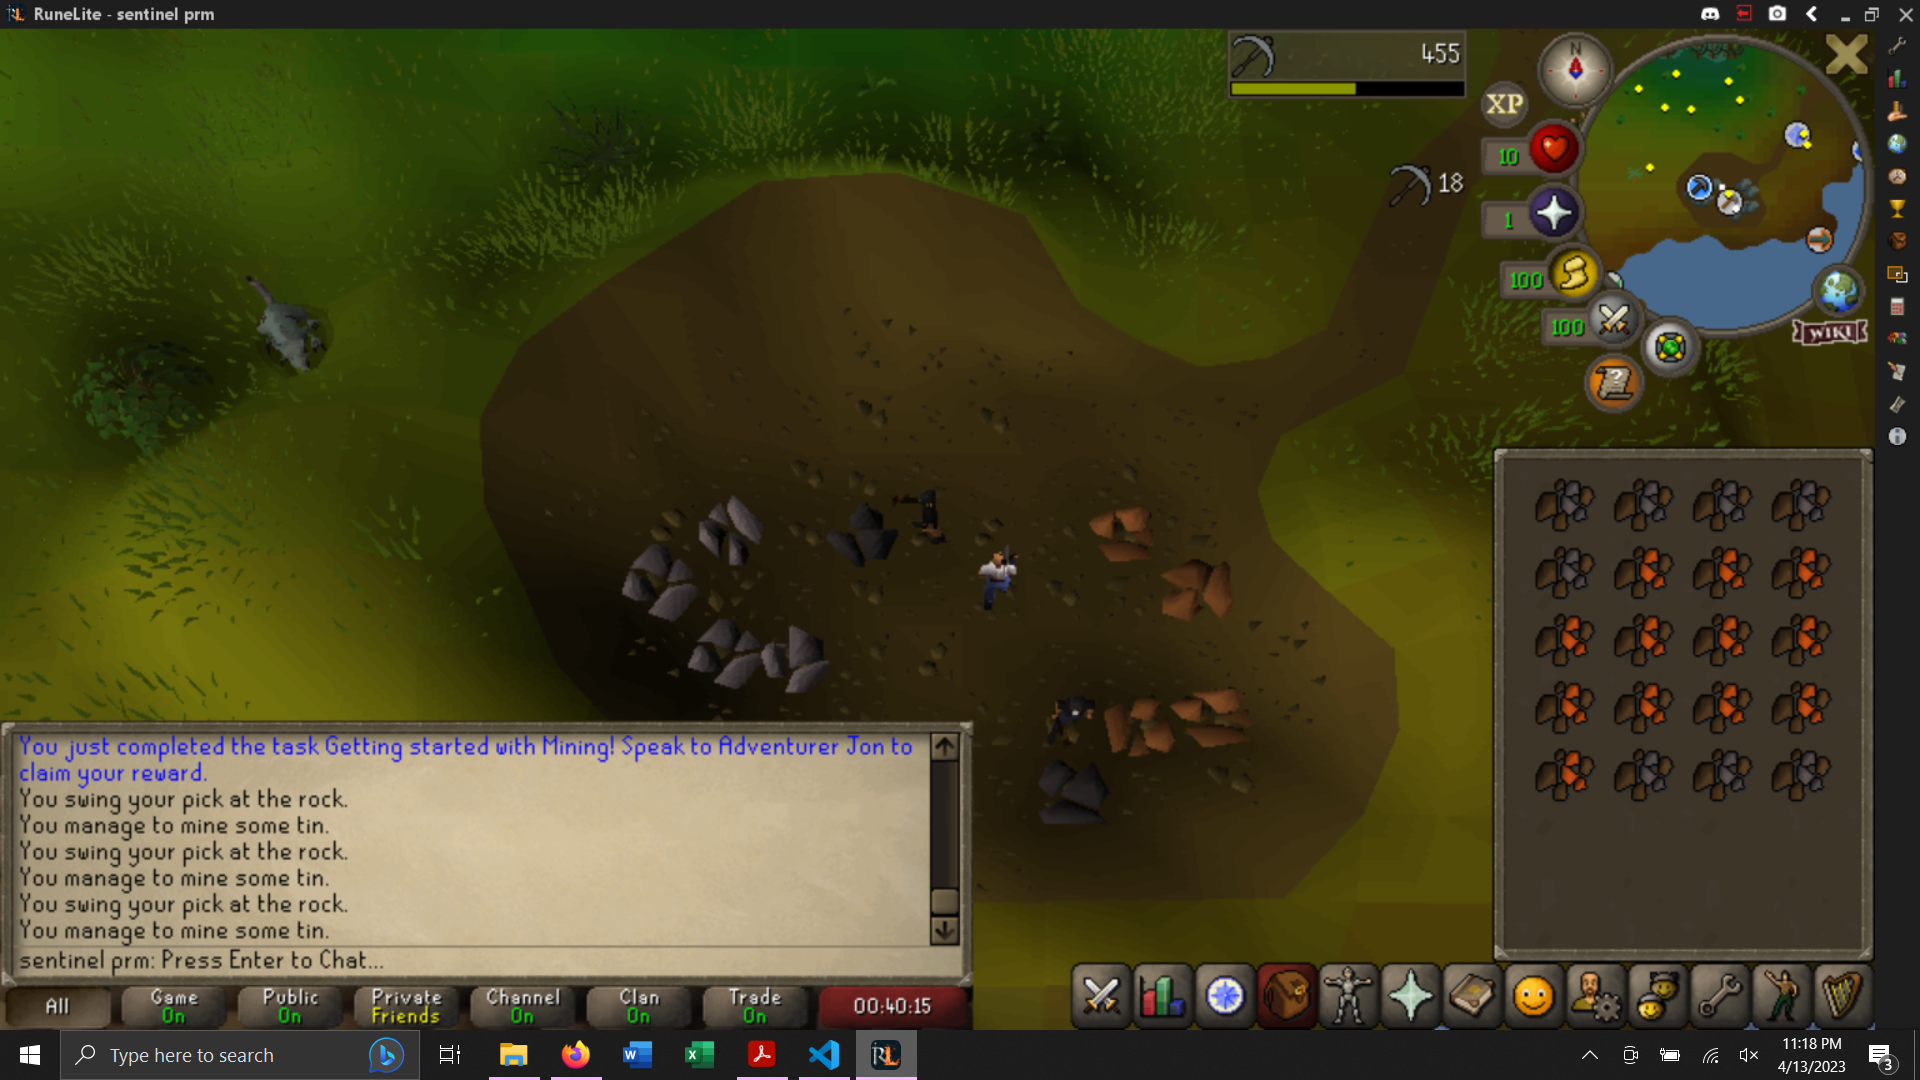 RuneLite - sentinel prm
455
N
XP
10
18
1
100
100
WIKI
?
You just completed the task Getting started with Mining! Speak to Adventurer Jon to
claim your reward.
You swing your pick at the rock.
You manage to mine some tin.
You swing your pick at the rock.
You manage to mine some tin.
You swing your pick at the rock.
You manage to mine some tin.
sentinel prm: Press Enter to Chat...
All
Game
On
Public
On
Private
Friends
Channel
On
Clan
On
Trade
On
00:40:15
Type here to search
11:18 PM
4/13/2023
3